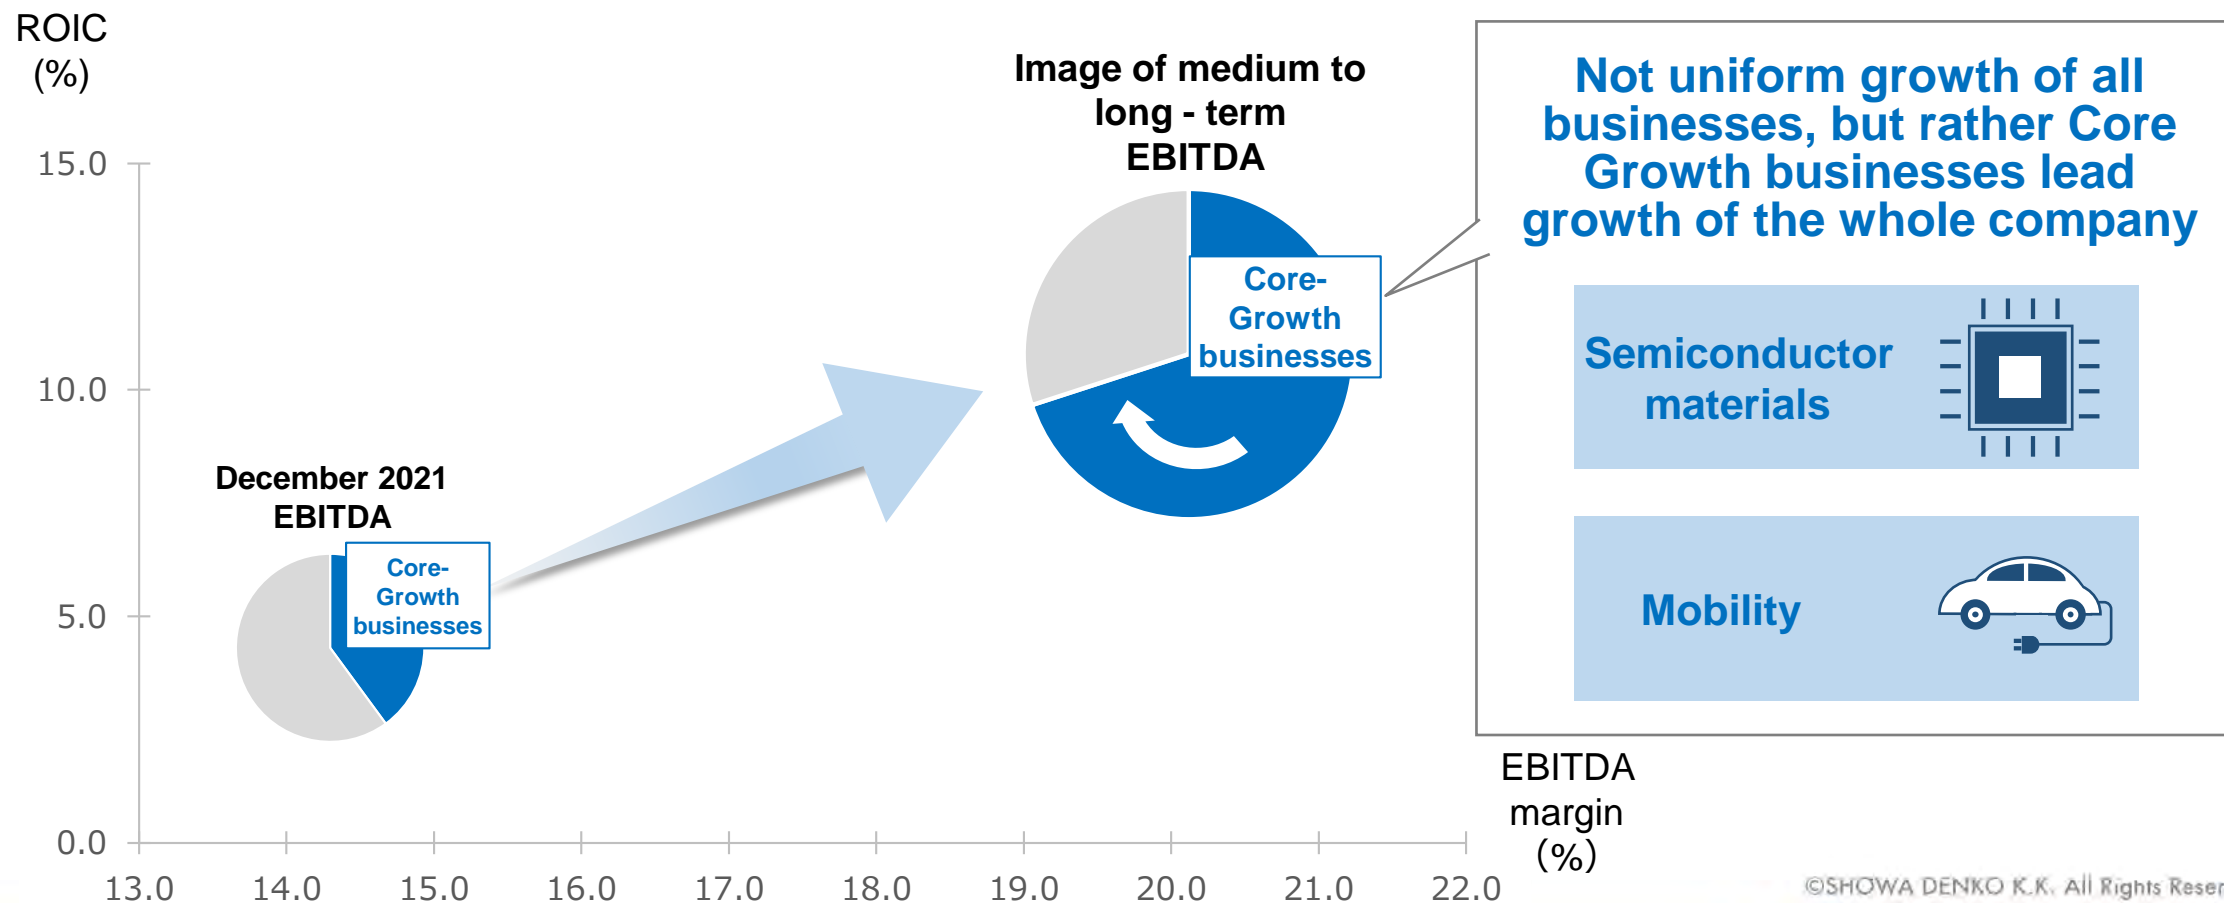 ROIC
(%)
15.0
10.0
5.0
0.0
13.0 14.0 15.0 16.0 17.0 18.0 19.0 20.0 21.0 22.0
EBITDA
margin
(%)
December 2021
EBITDA
Core-
Growth
businesses
Image of medium to
long - term
EBITDA
Core-
Growth
businesses
Not uniform growth of all
businesses, but rather Core
Growth businesses lead
growth of the whole company
Semiconductor
materials
Mobility
©SHOWA DENKO K.K. All Rights Reser